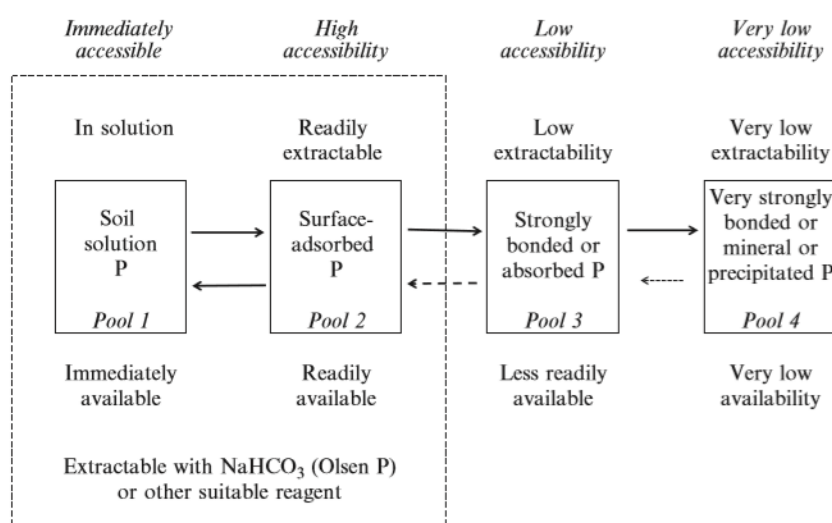 Immediately
accessible
High
accessibility
Low
accessibility
Very low
accessibility
In solution
Readily
extractable
Low
extractability
Very low
extractability
Soil
solution
P
Pool 1
Surface-
adsorbed
P
Pool 2
Strongly
bonded or
absorbed P
Pool 3
Very strongly
bonded or
mineral or
precipitated P
Pool 4
Immediately
available
Readily
available
Less readily
available
Very low
availability
Extractable with NaHCO₃ (Olsen P)
or other suitable reagent